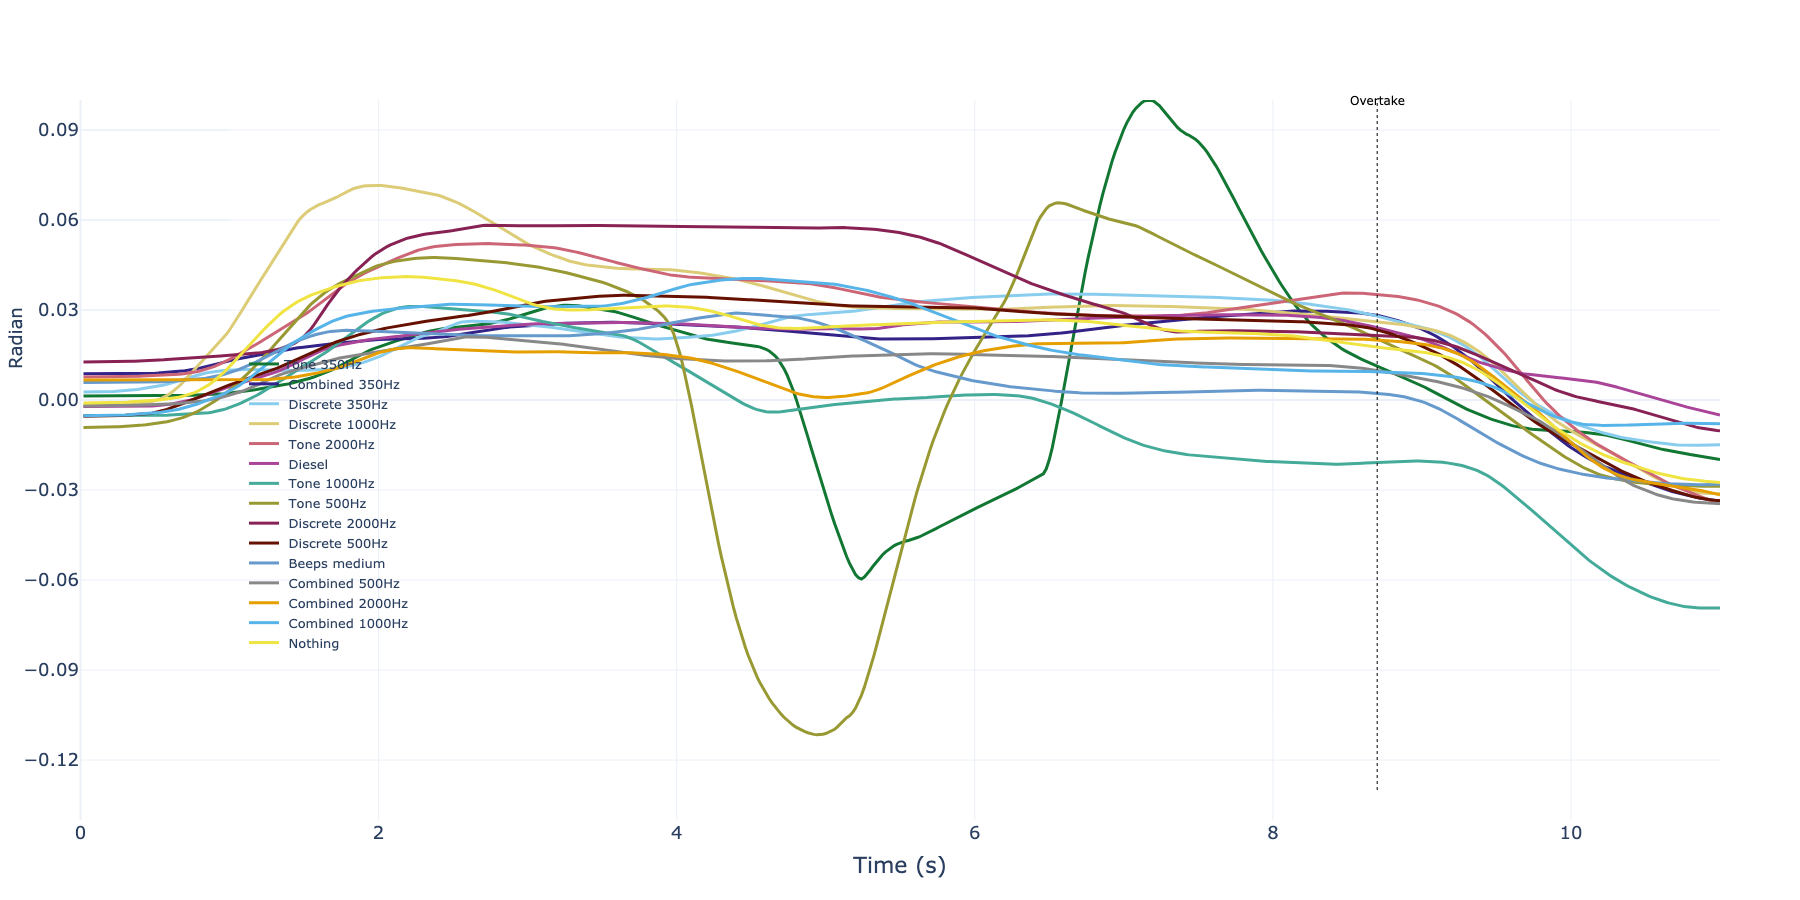 Overtake
0.09
0.06
0.03
0.00
−0.03
−0.06
−0.09
−0.12
Radian
Tone 350Hz
Combined 350Hz
Discrete 350Hz
Discrete 1000Hz
Tone 2000Hz
Diesel
Tone 1000Hz
Tone 500Hz
Discrete 2000Hz
Discrete 500Hz
Beeps medium
Combined 500Hz
Combined 2000Hz
Combined 1000Hz
Nothing
0 2 4 6 8 10
Time (s)